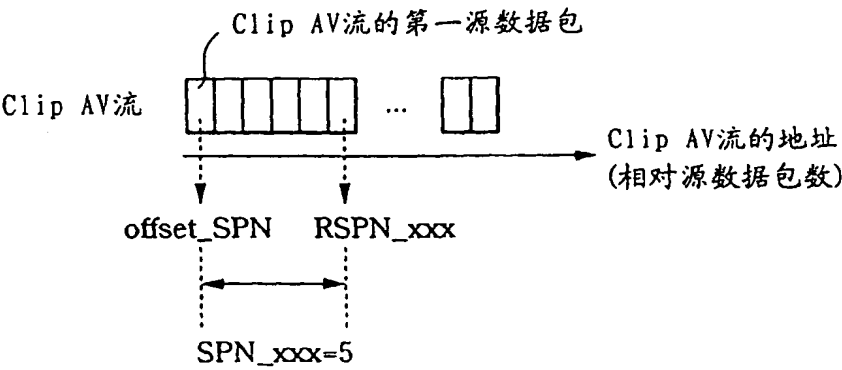 Clip AV流的第一源数据包
Clip AV流
...
Clip AV流的地址
(相对源数据包数)
offset_SPN RSPN_xxx
SPN_xxx=5